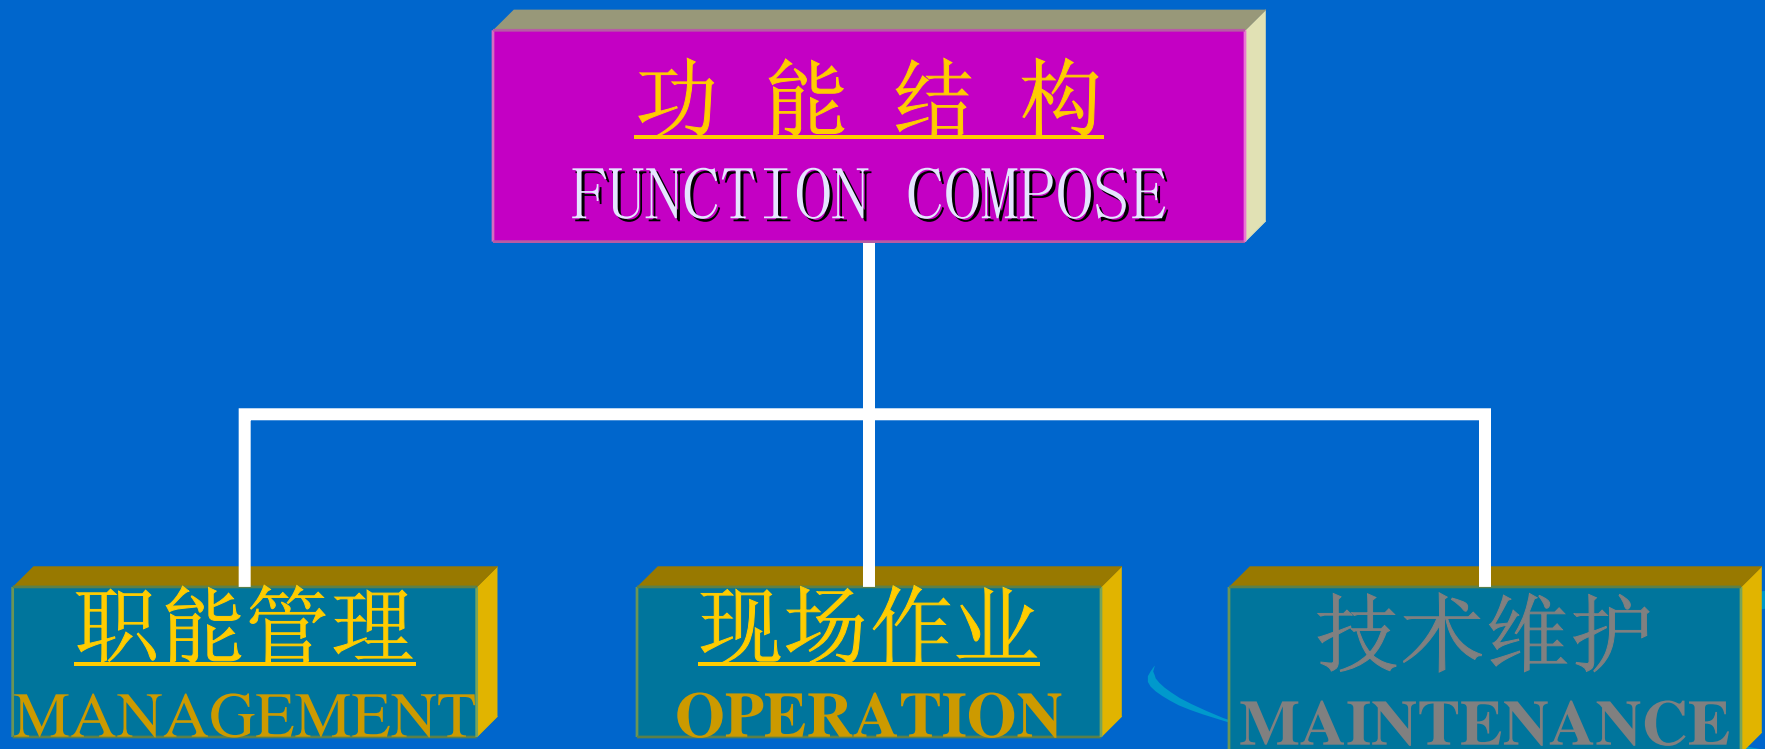 功 能 结 构
FUNCTION COMPOSE
职能管理
MANAGEMENT
现场作业
OPERATION
技术维护
MAINTENANCE